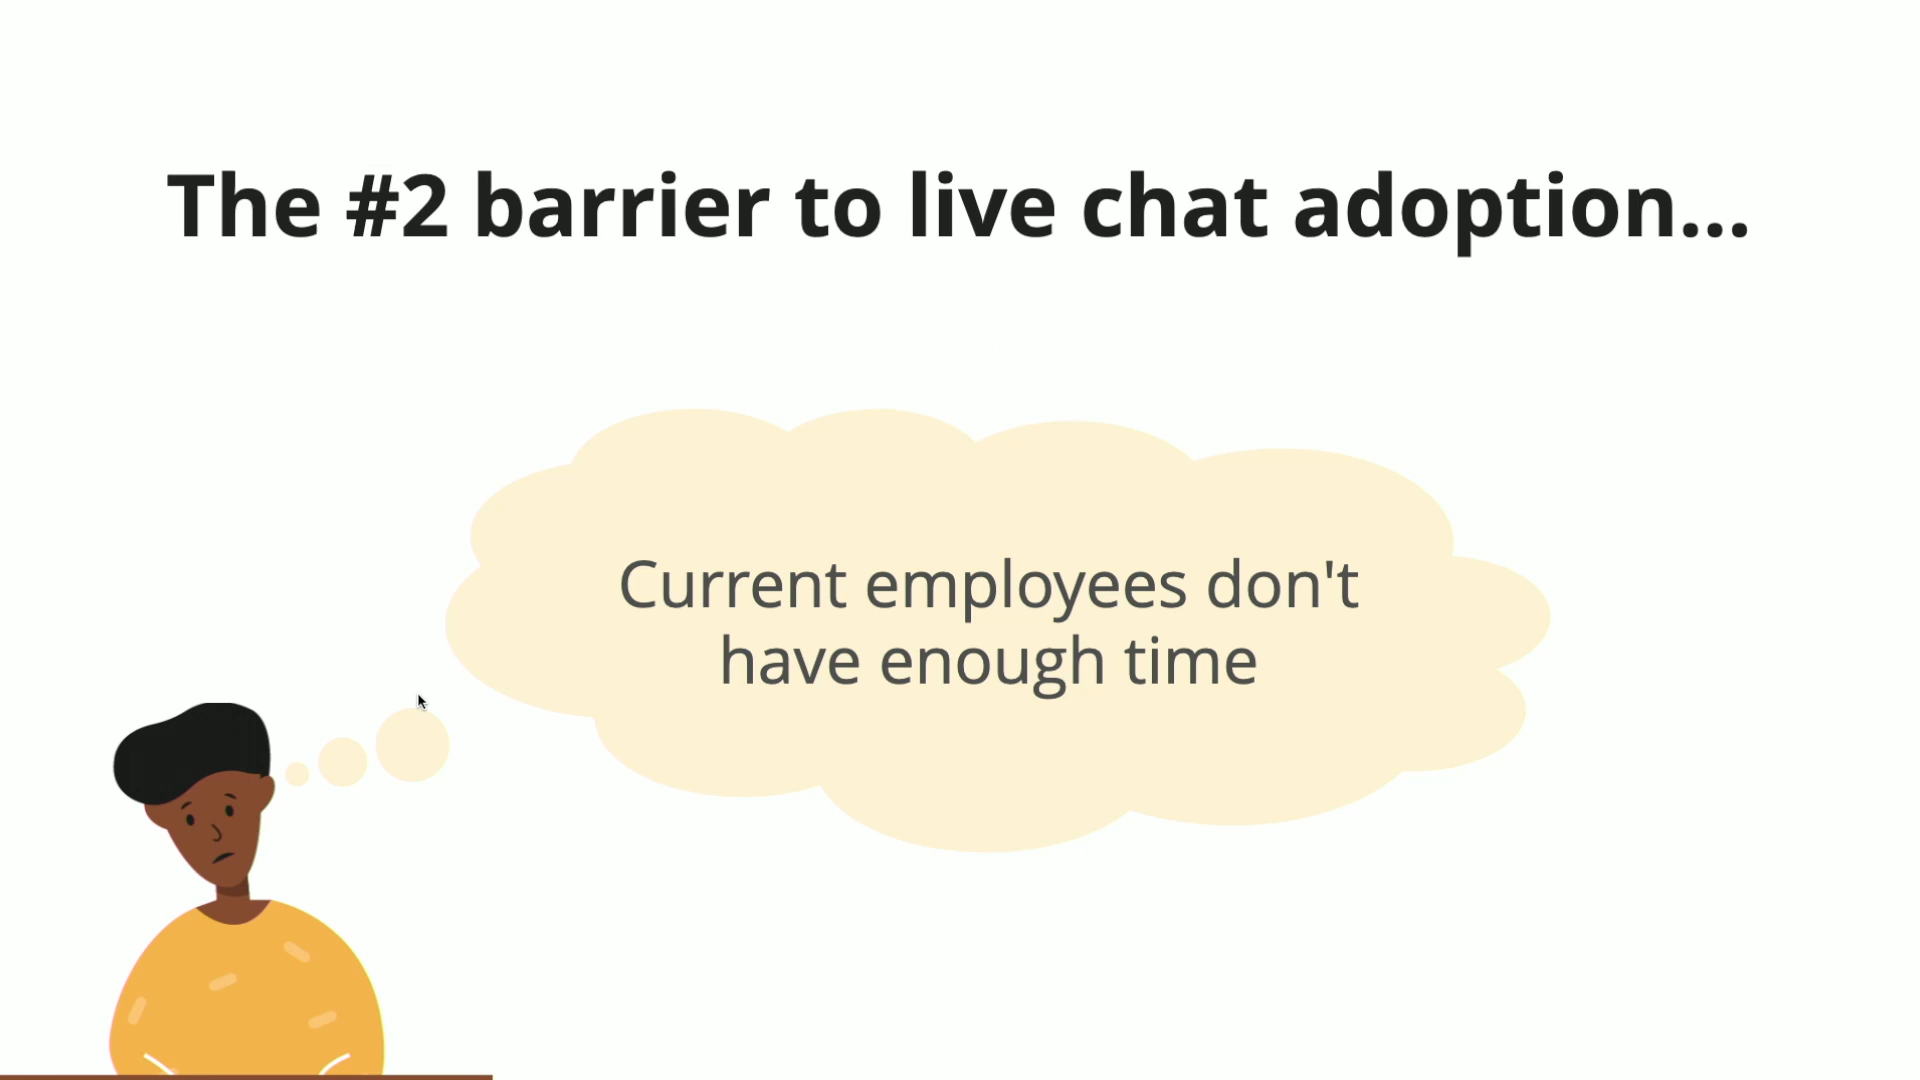 The #2 barrier to live chat adoption...
Current employees don't
have enough time